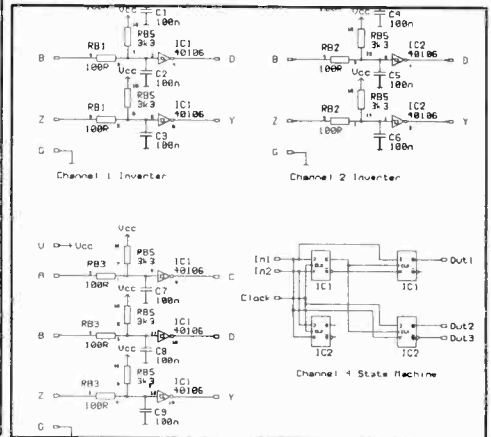 Vcc
C1
100n
RB5
3k3
IC1
40106
B
RB1
100R
D
Vcc
C2
100n
RB5
3k3
IC1
40106
Z
RB1
100R
Y
C3
100n
G
Channel 1 Inverter
Vcc
C4
100n
RB5
3k3
IC2
40106
B
RB2
100R
D
Vcc
C5
100n
RB5
3k3
IC2
40106
Z
RB2
100R
Y
C6
100n
G
Channel 2 Inverter
V
Vcc
Vcc
RB5
3k3
IC1
40106
A
RB3
100R
C
Vcc
C7
100n
RB5
3k3
IC1
40106
B
RB3
100R
D
Vcc
C8
100n
RB5
3k3
IC1
40106
Z
RB3
100R
Y
C9
100n
G
In1
In2
Clock
IC1
IC1
Out1
IC2
IC2
Out2
Out3
Channel 4 State Machine